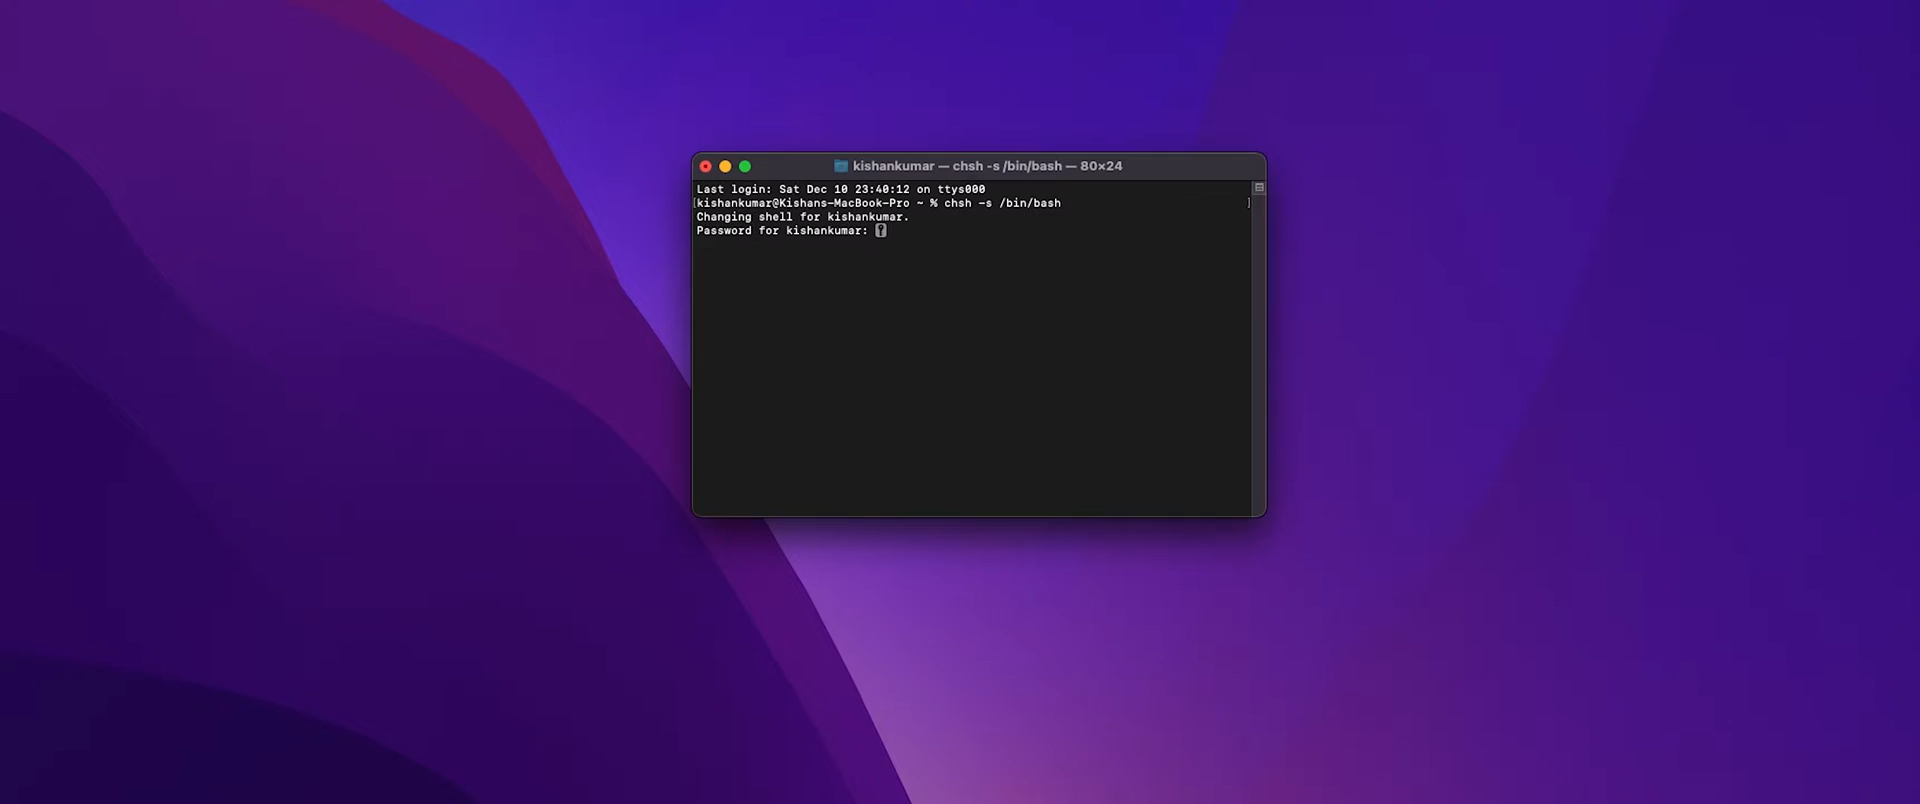 kishankumar — chsh -s /bin/bash — 80×24
Last login: Sat Dec 10 23:40:12 on ttys000
[kishankumar@Kishans-MacBook-Pro ~ % chsh -s /bin/bash ]
Changing shell for kishankumar.
Password for kishankumar: